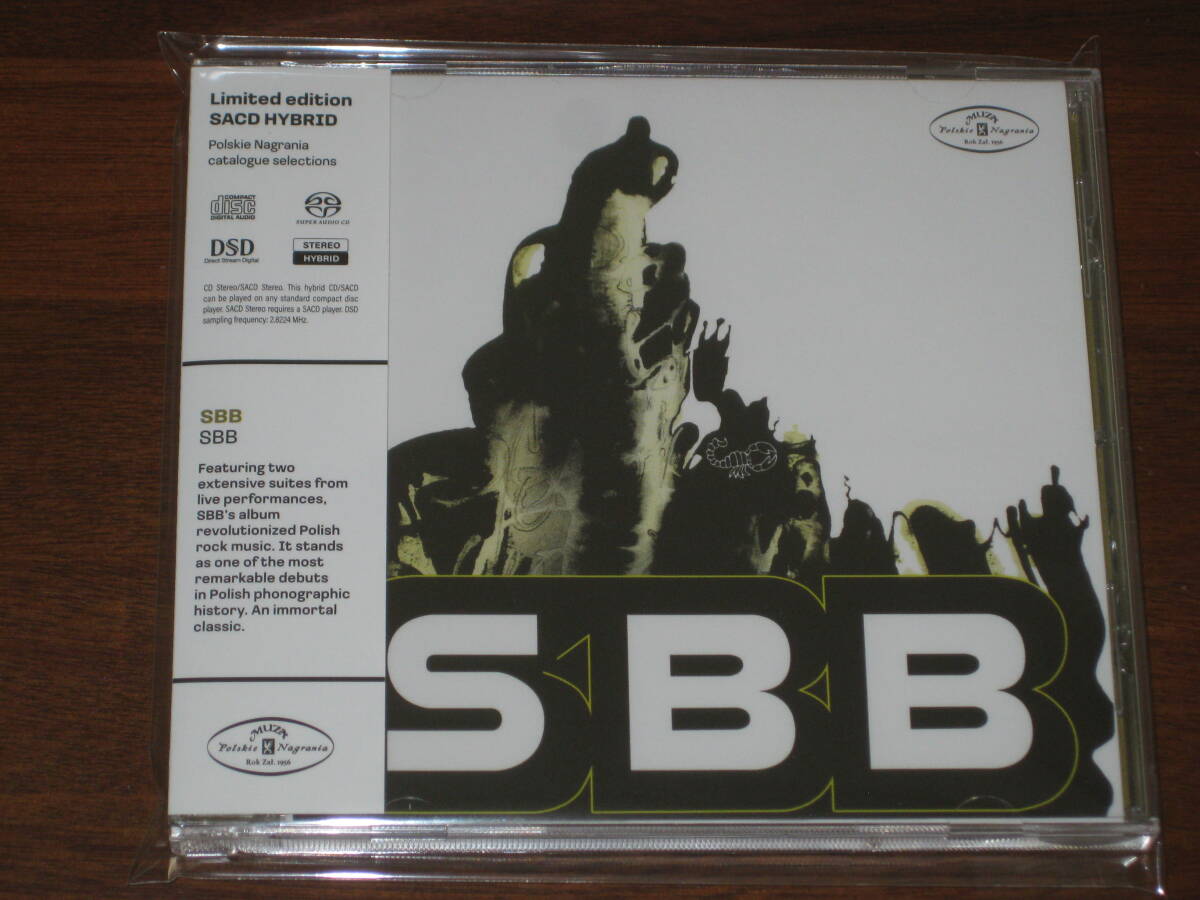 Limited edition
SACD HYBRID
Polskie Nagrania
catalogue selections
COMPACT
disc
DIGITAL AUDIO
SUPER AUDIO CD
DSD
Direct Stream Digital
STEREO
HYBRID
CD Stereo/SACD Stereo. This hybrid CD/SACD
can be played on any standard compact disc
player. SACD Stereo requires a SACD player. DSD
sampling frequency: 2.8224 MHz.
SBB
SBB
Featuring two
extensive suites from
live performances,
SBB's album
revolutionized Polish
rock music. It stands
as one of the most
remarkable debuts
in Polish phonographic
history. An immortal
classic.
MUZA
Polskie Nagrania
Rok Zał. 1956
MUZA
Polskie Nagrania
Rok Zał. 1956
SBB